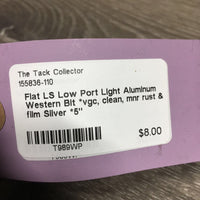 The Tack Collector
155836-110
Flat LS Low Port Light Aluminum
Western Bit *vgc, clean, mnr rust &
film Silver *5"
$8.00
T989WP